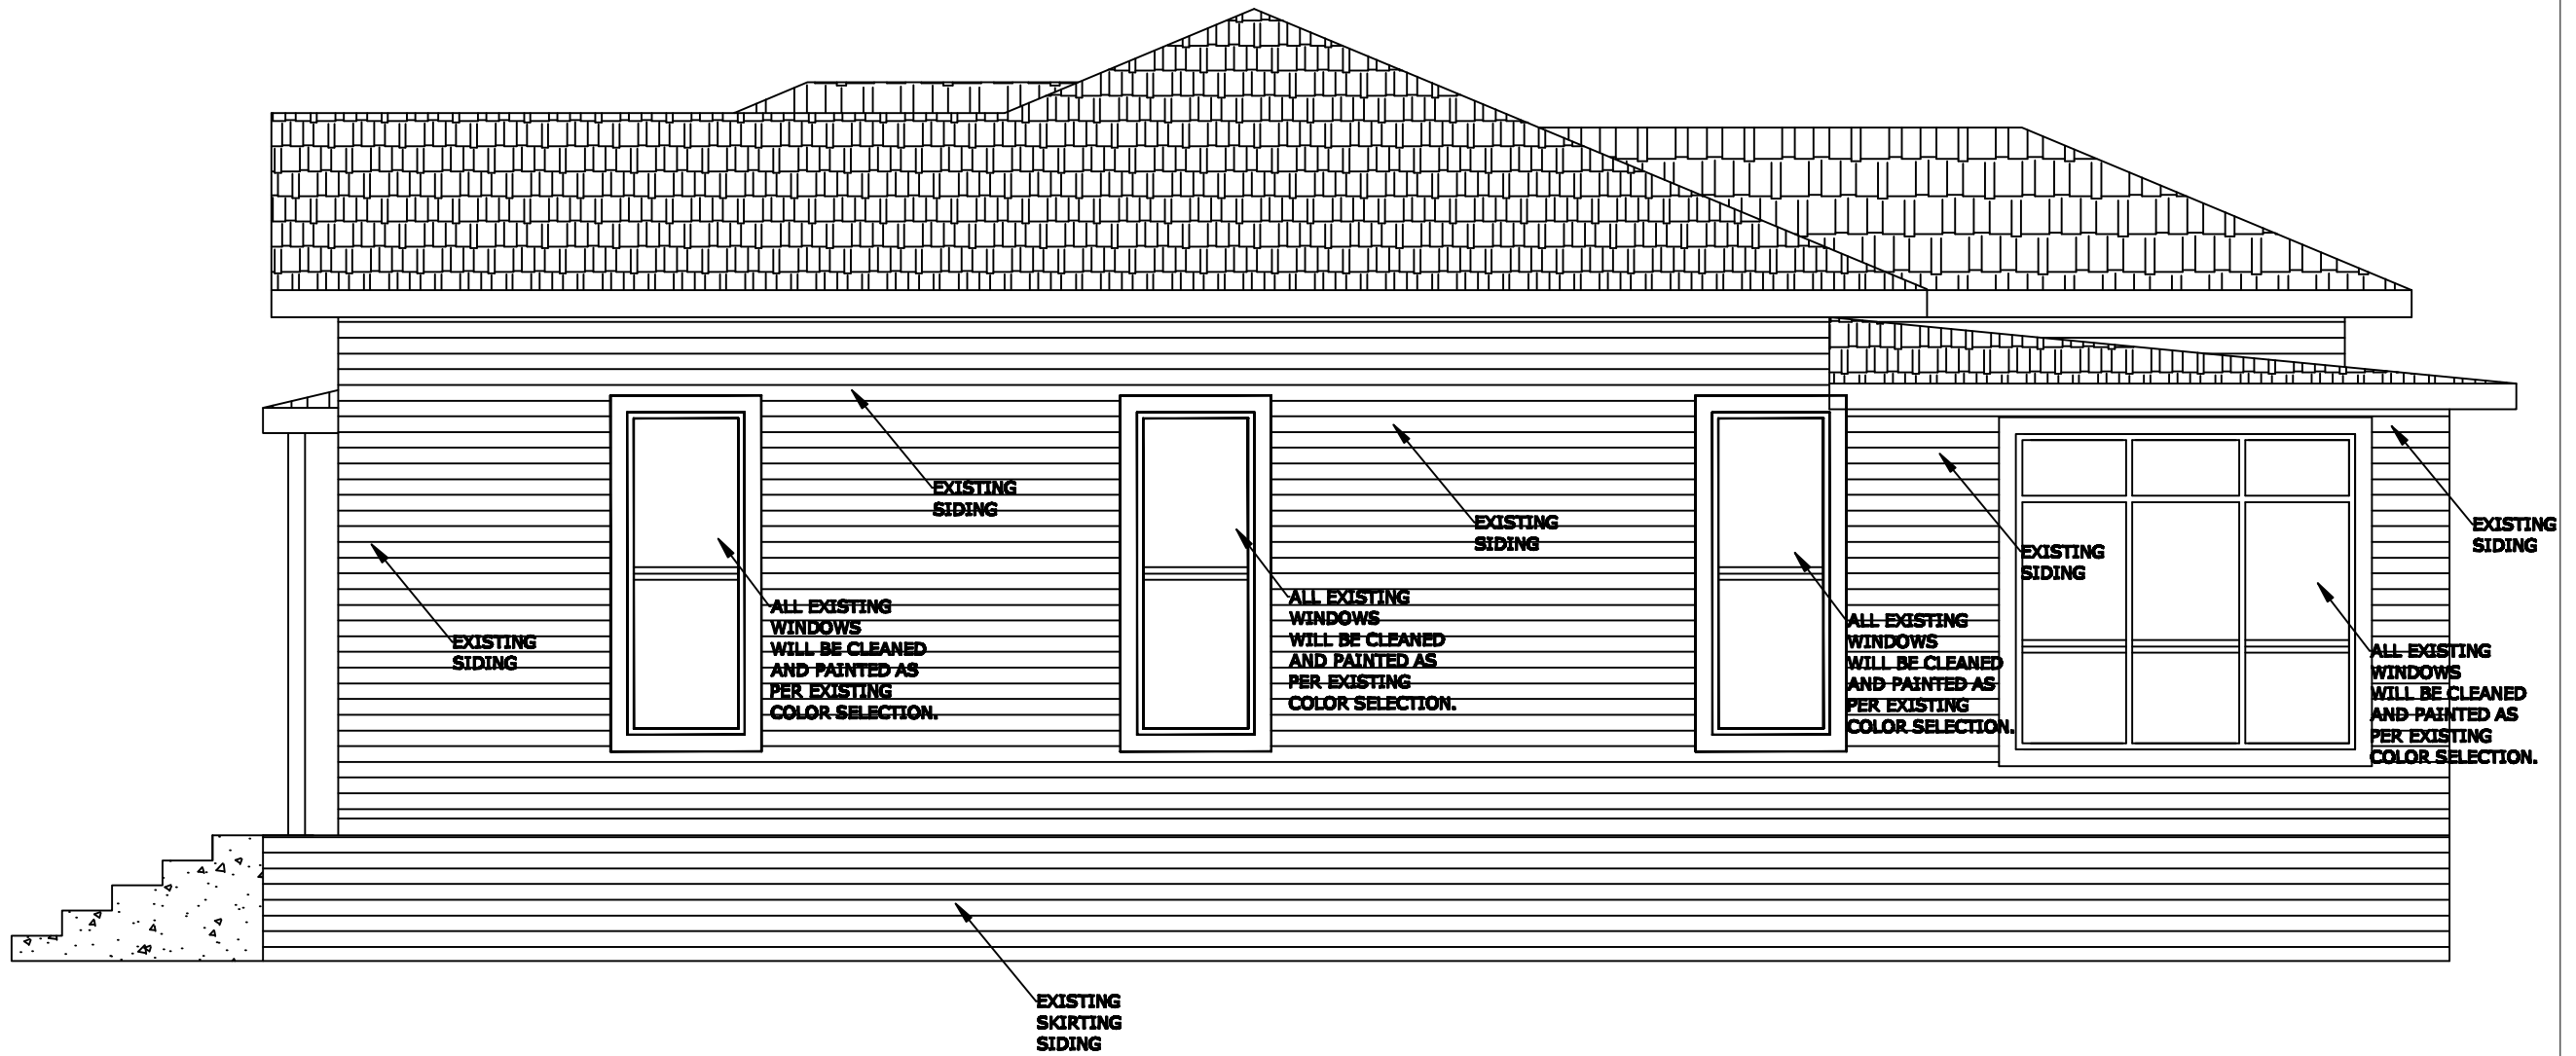 EXISTING
SIDING
EXISTING
SIDING
EXISTING
SIDING
EXISTING
SIDING
EXISTING
SIDING
ALL EXISTING
WINDOWS
WILL BE CLEANED
AND PAINTED AS
PER EXISTING
COLOR SELECTION.
ALL EXISTING
WINDOWS
WILL BE CLEANED
AND PAINTED AS
PER EXISTING
COLOR SELECTION.
ALL EXISTING
WINDOWS
WILL BE CLEANED
AND PAINTED AS
PER EXISTING
COLOR SELECTION.
ALL EXISTING
WINDOWS
WILL BE CLEANED
AND PAINTED AS
PER EXISTING
COLOR SELECTION.
EXISTING
SKIRTING
SIDING